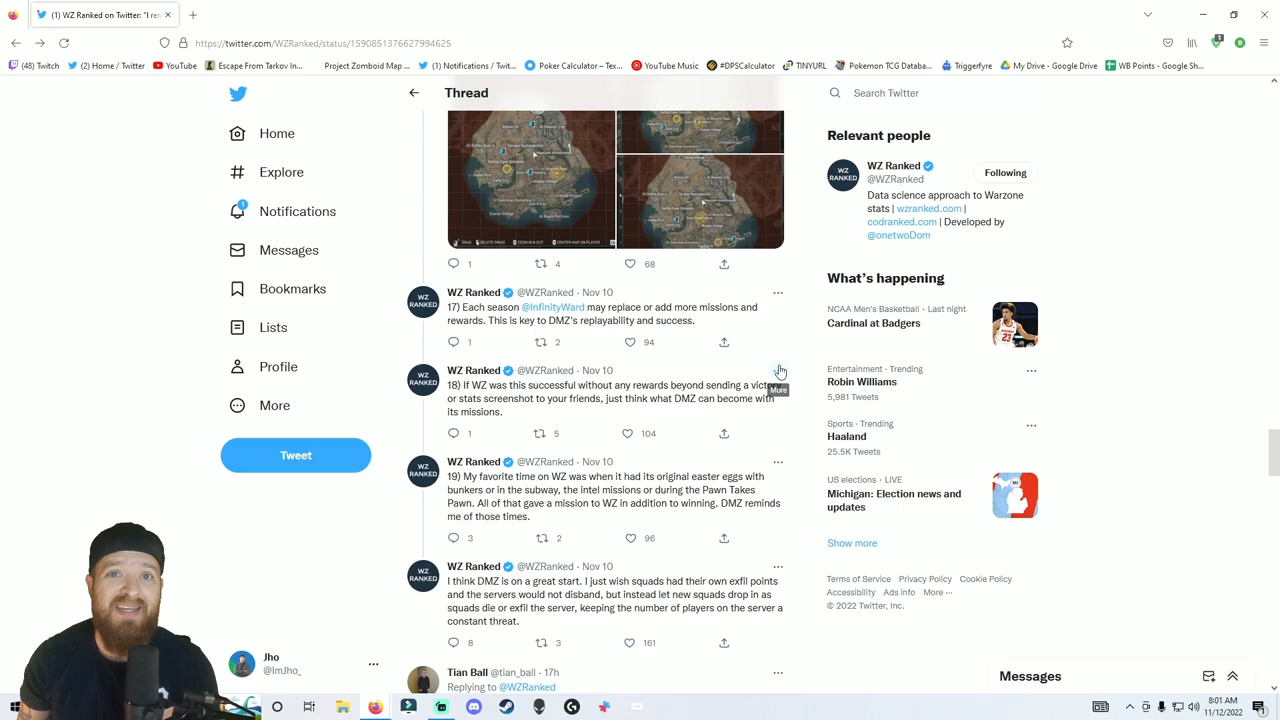 (1) WZ Ranked on Twitter: "I rei
https://twitter.com/WZRanked/status/1590851376627994625
(48) Twitch
(2) Home / Twitter
YouTube
Escape From Tarkov In...
Project Zomboid Map ...
(1) Notifications / Twit...
Poker Calculator – Tex...
YouTube Music
#DPSCalculator
TINYURL
Pokemon TCG Databa...
Triggerfyre
My Drive - Google Drive
WB Points - Google Sh...
Home
Explore
Notifications
Messages
Bookmarks
Lists
Profile
More
Tweet
Jho
@ImJho_
Thread
1 4 68
WZ Ranked @WZRanked · Nov 10
17) Each season @InfinityWard may replace or add more missions and
rewards. This is key to DMZ's replayability and success.
1 2 94
WZ Ranked @WZRanked · Nov 10
18) If WZ was this successful without any rewards beyond sending a victory
or stats screenshot to your friends, just think what DMZ can become with
its missions.
More
1 5 104
WZ Ranked @WZRanked · Nov 10
19) My favorite time on WZ was when it had its original easter eggs with
bunkers or in the subway, the intel missions or during the Pawn Takes
Pawn. All of that gave a mission to WZ in addition to winning. DMZ reminds
me of those times.
3 2 96
WZ Ranked @WZRanked · Nov 10
I think DMZ is on a great start. I just wish squads had their own exfil points
and the servers would not disband, but instead let new squads drop in as
squads die or exfil the server, keeping the number of players on the server a
constant threat.
8 3 161
Tian Ball @tian_ball · 17h
Replying to @WZRanked
Search Twitter
Relevant people
WZ RANKED
WZ Ranked
@WZRanked
Following
Data science approach to Warzone
stats | wzranked.com |
codranked.com | Developed by
@onetwoDom
What's happening
NCAA Men's Basketball · Last night
Cardinal at Badgers
Entertainment · Trending
Robin Williams
5,981 Tweets
Sports · Trending
Haaland
25.5K Tweets
US elections · LIVE
Michigan: Election news and
updates
Show more
Terms of Service Privacy Policy Cookie Policy
Accessibility Ads info More ···
© 2022 Twitter, Inc.
Messages
8:01 AM
11/12/2022